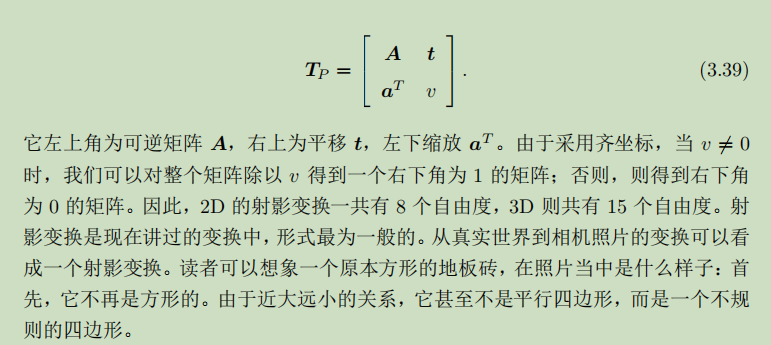 T_P = [ A t
a^T v ] . (3.39)
它左上角为可逆矩阵 A，右上为平移 t，左下缩放 a^T。由于采用齐坐标，当 v ≠ 0
时，我们可以对整个矩阵除以 v 得到一个右下角为 1 的矩阵；否则，则得到右下角
为 0 的矩阵。因此，2D 的射影变换一共有 8 个自由度，3D 则共有 15 个自由度。射
影变换是现在讲过的变换中，形式最为一般的。从真实世界到相机照片的变换可以看
成一个射影变换。读者可以想象一个原本方形的地板砖，在照片当中是什么样子：首
先，它不再是方形的。由于近大远小的关系，它甚至不是平行四边形，而是一个不规
则的四边形。